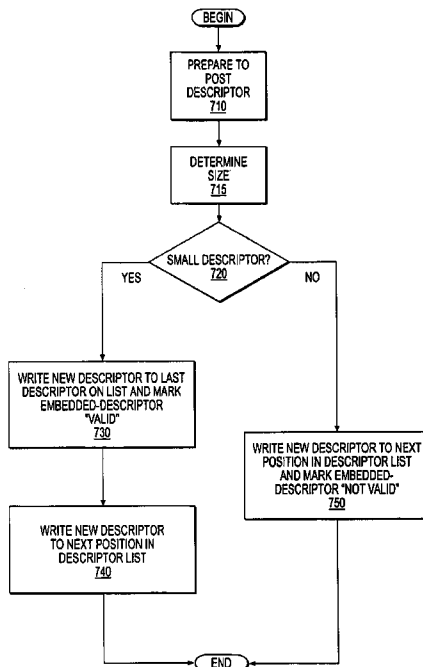 BEGIN
PREPARE TO
POST
DESCRIPTOR
710
DETERMINE
SIZE
715
SMALL DESCRIPTOR?
720
YES
NO
WRITE NEW DESCRIPTOR TO LAST
DESCRIPTOR ON LIST AND MARK
EMBEDDED-DESCRIPTOR
"VALID"
730
WRITE NEW DESCRIPTOR TO NEXT
POSITION IN DESCRIPTOR LIST
AND MARK EMBEDDED-
DESCRIPTOR "NOT VALID"
750
WRITE NEW DESCRIPTOR
TO NEXT POSITION IN
DESCRIPTOR LIST
740
END